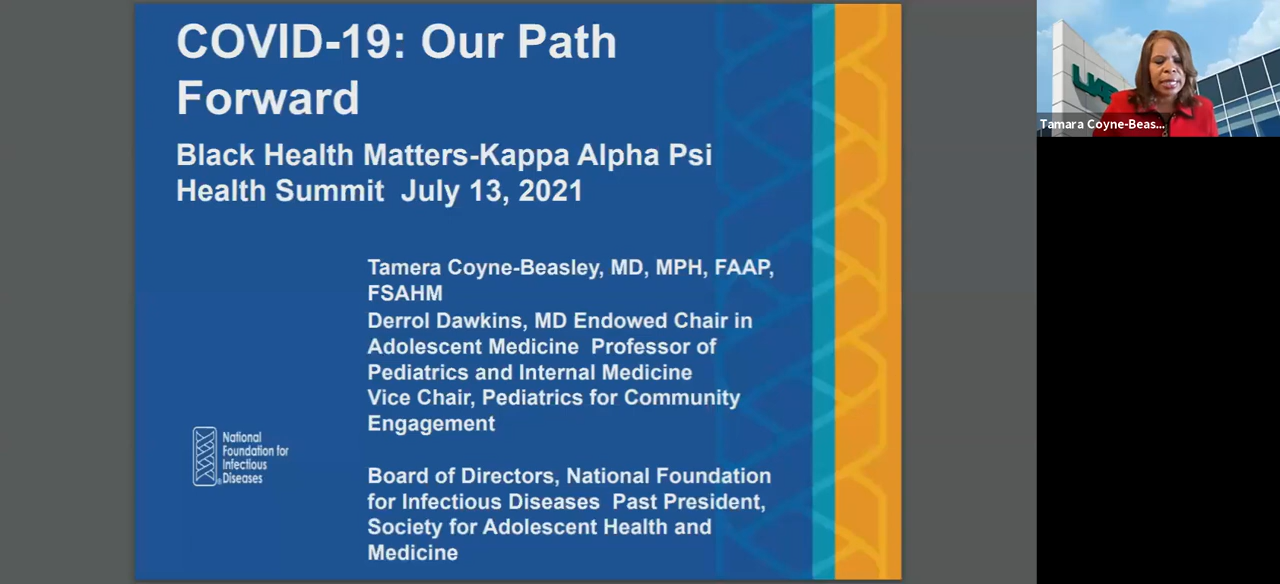 COVID-19: Our Path
Forward
Black Health Matters-Kappa Alpha Psi
Health Summit  July 13, 2021
Tamera Coyne-Beasley, MD, MPH, FAAP,
FSAHM
Derrol Dawkins, MD Endowed Chair in
Adolescent Medicine  Professor of
Pediatrics and Internal Medicine
Vice Chair, Pediatrics for Community
Engagement
Board of Directors, National Foundation
for Infectious Diseases  Past President,
Society for Adolescent Health and
Medicine
National
Foundation for
Infectious
Diseases
Tamara Coyne-Beas...